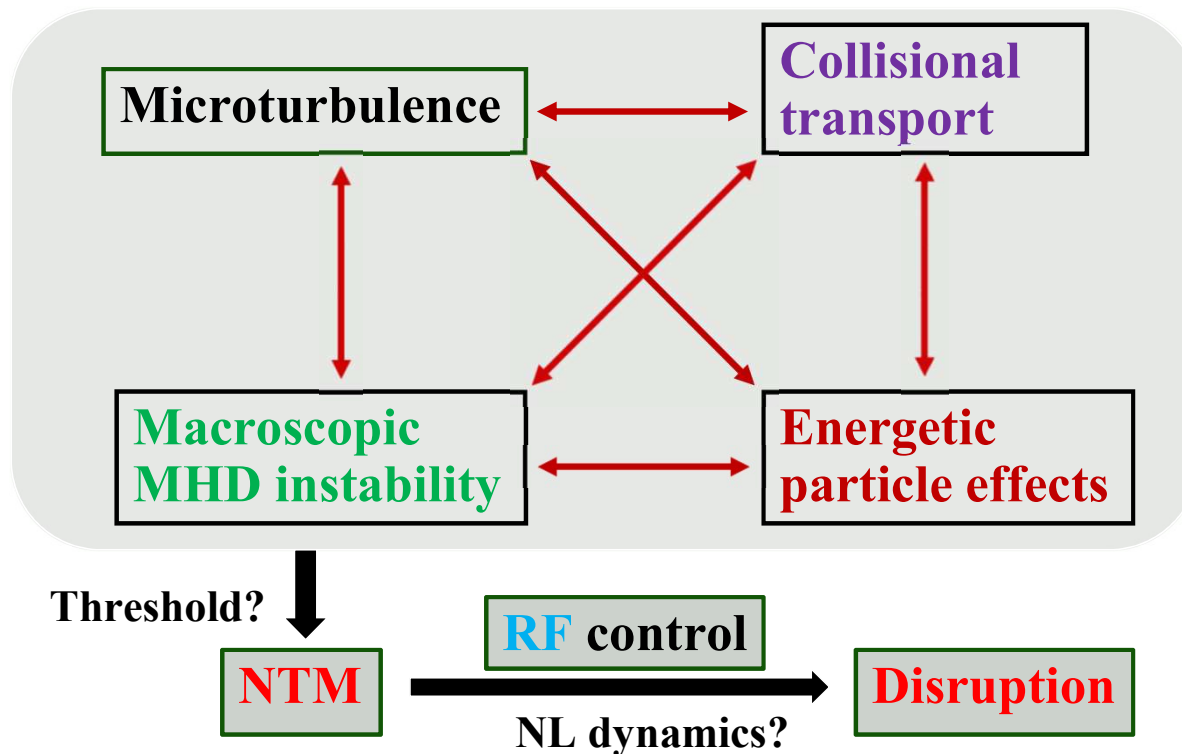 Microturbulence
Collisional
transport
Macroscopic
MHD instability
Energetic
particle effects
Threshold?
RF control
NTM
Disruption
NL dynamics?